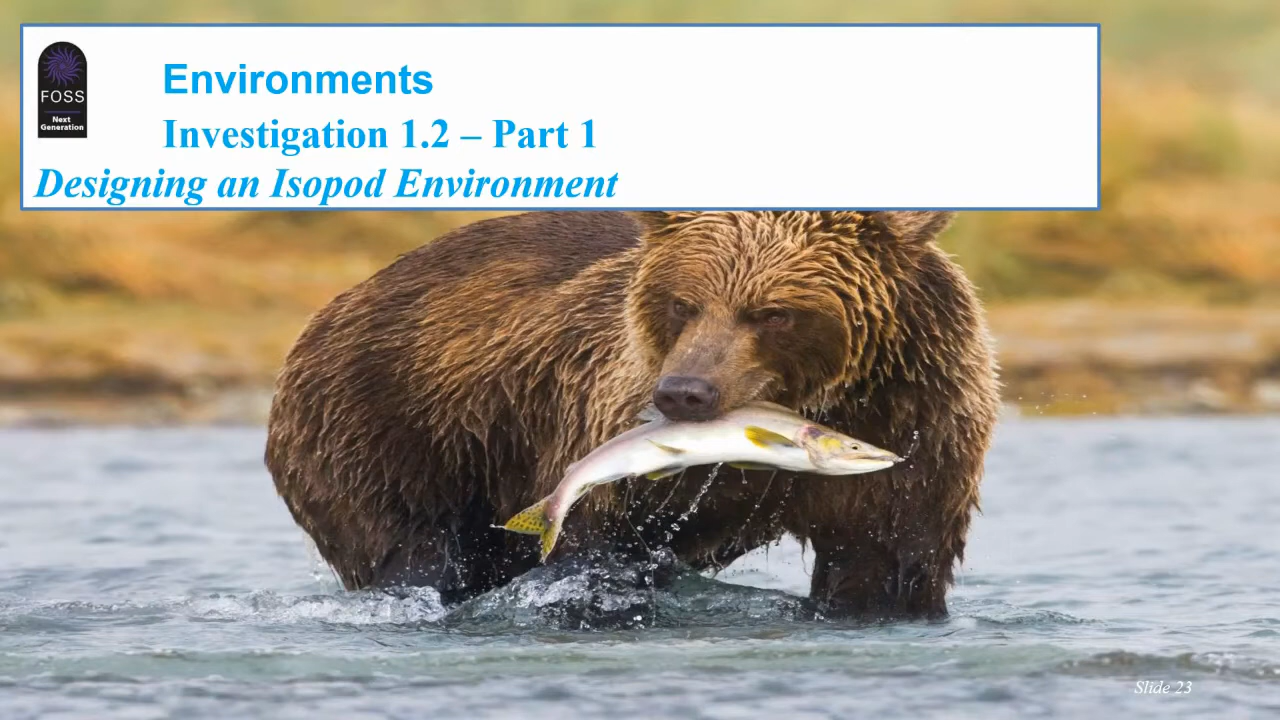 FOSS
Next
Generation
Environments
Investigation 1.2 – Part 1
Designing an Isopod Environment
Slide 23